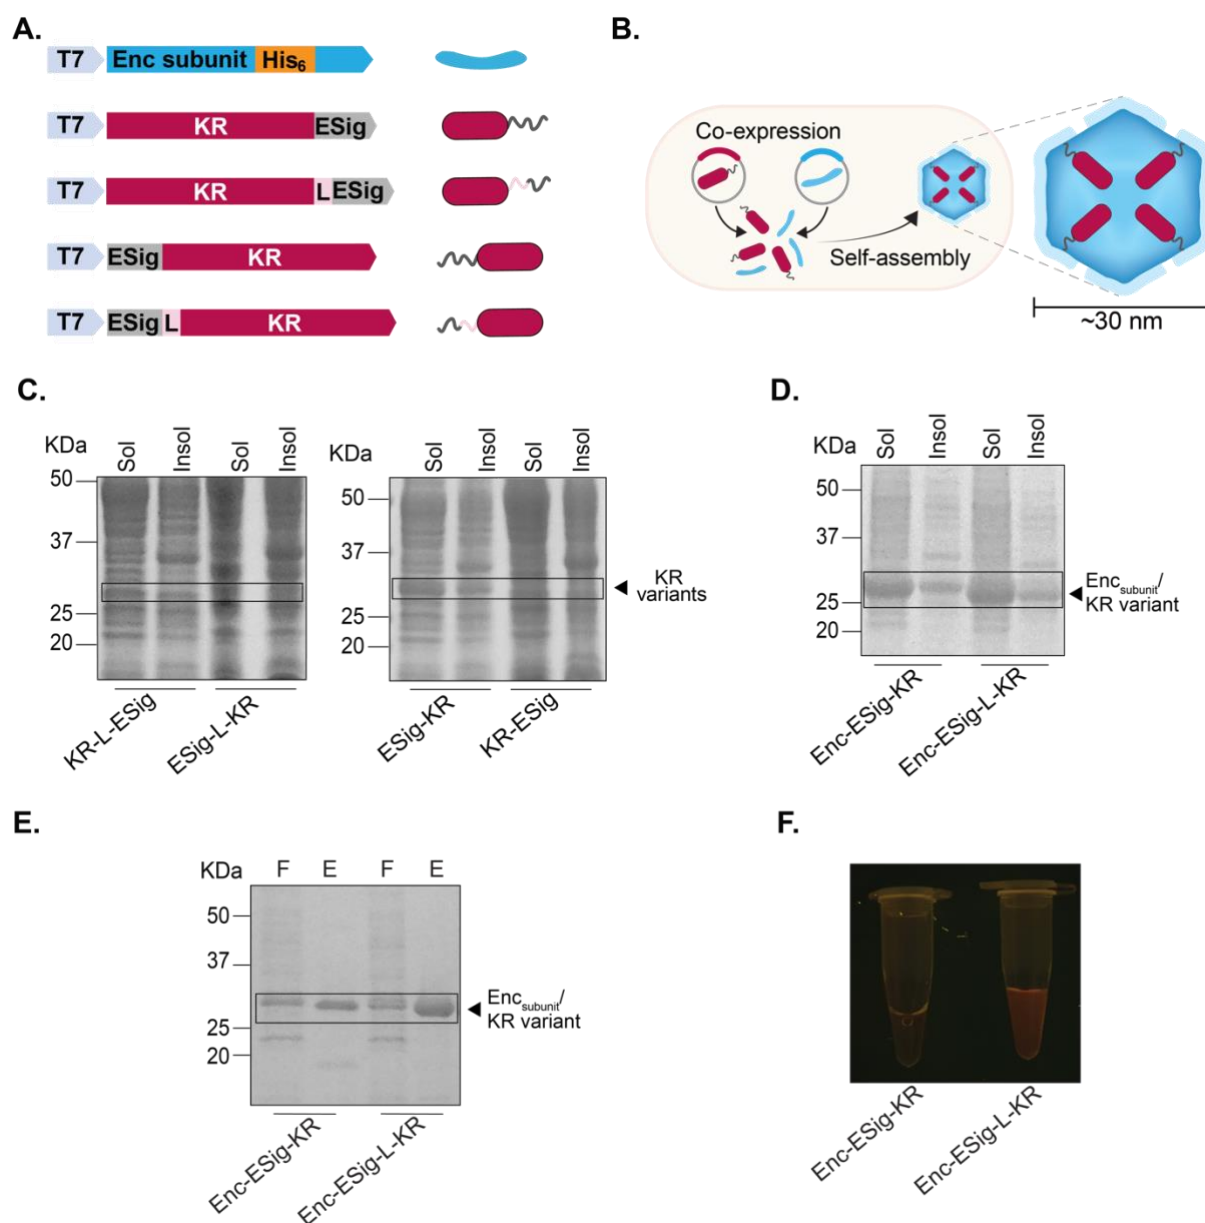 A.
T7 Enc subunit His6
T7 KR ESig
T7 KR L ESig
T7 ESig KR
T7 ESig L KR
B.
Co-expression
Self-assembly
~30 nm
C.
KDa Sol Insol Sol Insol
50
37
25
20
KR-L-ESig
ESig-L-KR
KDa Sol Insol Sol Insol
50
37
25
20
KR
variants
ESig-KR
KR-ESig
D.
KDa Sol Insol Sol Insol
50
37
25
20
Encsubunit/
KR variant
Enc-ESig-KR
Enc-ESig-L-KR
E.
KDa F E F E
50
37
25
20
Encsubunit/
KR variant
Enc-ESig-KR
Enc-ESig-L-KR
F.
Enc-ESig-KR
Enc-ESig-L-KR